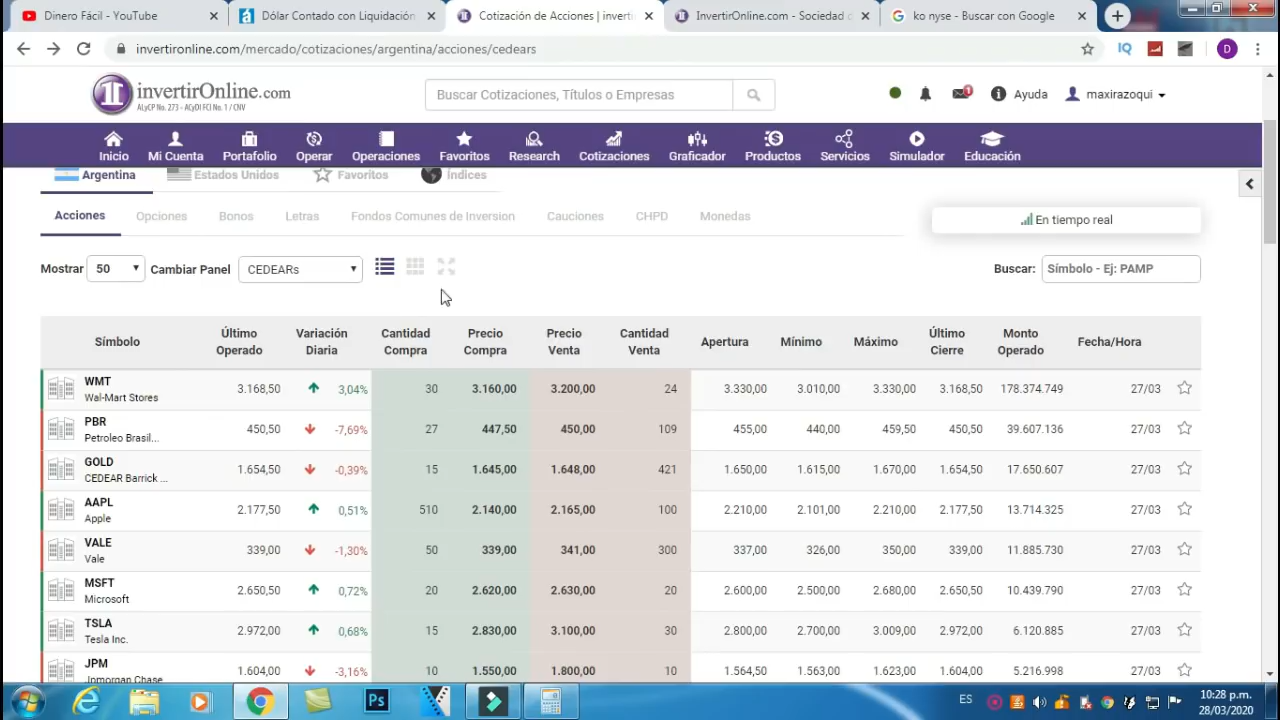 Dinero Fácil - YouTube
Dólar Contado con Liquidación
Cotización de Acciones | inverti
InvertirOnline.com - Sociedad d
ko nyse - Buscar con Google
invertironline.com/mercado/cotizaciones/argentina/acciones/cedears
IQ
D
invertirOnline.com
ALyCP No. 273 - ACyDI FCI No. 1 / CNV
Buscar Cotizaciones, Títulos o Empresas
1
Ayuda
maxirazoqui
Inicio
Mi Cuenta
Portafolio
Operar
Operaciones
Favoritos
Research
Cotizaciones
Graficador
Productos
Servicios
Simulador
Educación
Argentina
Estados Unidos
Favoritos
Indices
Acciones
Opciones
Bonos
Letras
Fondos Comunes de Inversion
Cauciones
CHPD
Monedas
En tiempo real
Mostrar 50 Cambiar Panel CEDEARs
Buscar: Símbolo - Ej: PAMP
Símbolo Último Operado Variación Diaria Cantidad Compra Precio Compra Precio Venta Cantidad Venta Apertura Mínimo Máximo Último Cierre Monto Operado Fecha/Hora
WMT 3.168,50 3,04% 30 3.160,00 3.200,00 24 3.330,00 3.010,00 3.330,00 3.168,50 178.374.749 27/03
Wal-Mart Stores
PBR 450,50 -7,69% 27 447,50 450,00 109 455,00 440,00 459,50 450,50 39.607.136 27/03
Petroleo Brasil...
GOLD 1.654,50 -0,39% 15 1.645,00 1.648,00 421 1.650,00 1.615,00 1.670,00 1.654,50 17.650.607 27/03
CEDEAR Barrick ...
AAPL 2.177,50 0,51% 510 2.140,00 2.165,00 100 2.210,00 2.101,00 2.210,00 2.177,50 13.714.325 27/03
Apple
VALE 339,00 -1,30% 50 339,00 341,00 300 337,00 326,00 350,00 339,00 11.885.730 27/03
Vale
MSFT 2.650,50 0,72% 20 2.620,00 2.630,00 20 2.600,00 2.500,00 2.680,00 2.650,50 10.439.790 27/03
Microsoft
TSLA 2.972,00 0,68% 15 2.830,00 3.100,00 30 2.800,00 2.700,00 3.009,00 2.972,00 6.120.885 27/03
Tesla Inc.
JPM 1.604,00 -3,16% 10 1.550,00 1.800,00 10 1.564,50 1.563,00 1.623,00 1.604,00 5.216.998 27/03
Jpmorgan Chase
Ps
ES
10:28 p.m.
28/03/2020